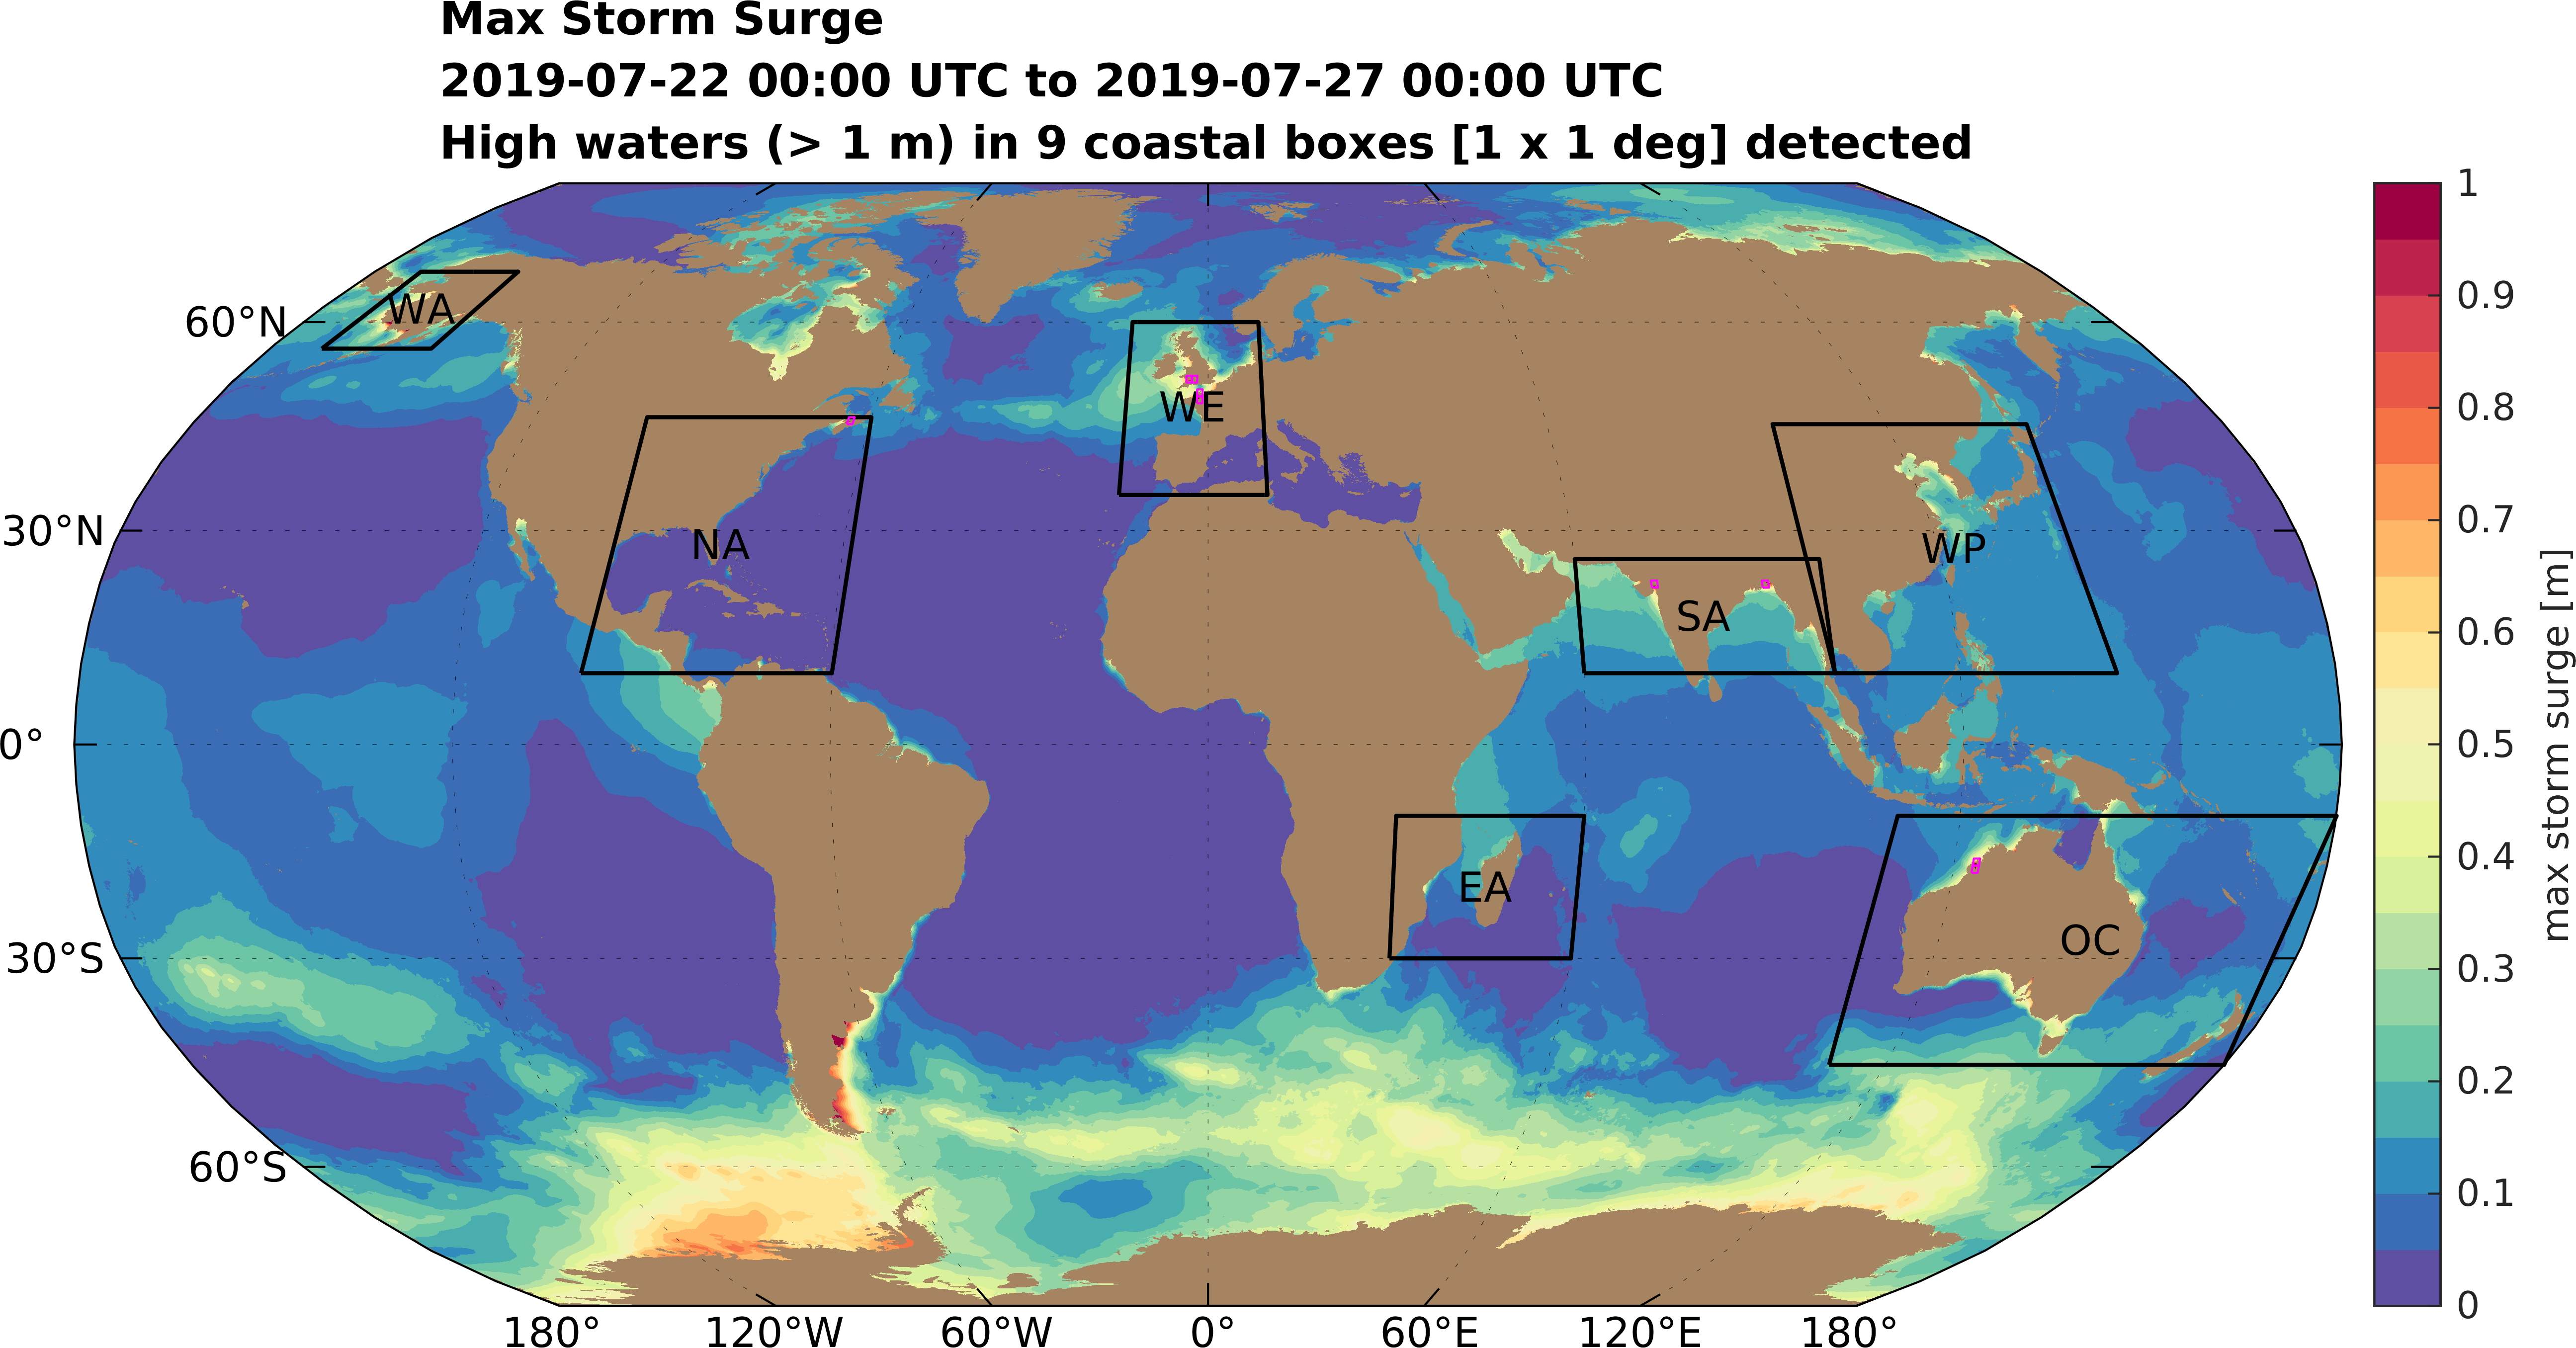 Max Storm Surge
2019-07-22 00:00 UTC to 2019-07-27 00:00 UTC
High waters (> 1 m) in 9 coastal boxes [1 x 1 deg] detected
60°N
30°N
0°
30°S
60°S
180°
120°W
60°W
0°
60°E
120°E
180°
WA
WE
NA
WP
SA
EA
OC
1
0.9
0.8
0.7
0.6
0.5
0.4
0.3
0.2
0.1
0
max storm surge [m]